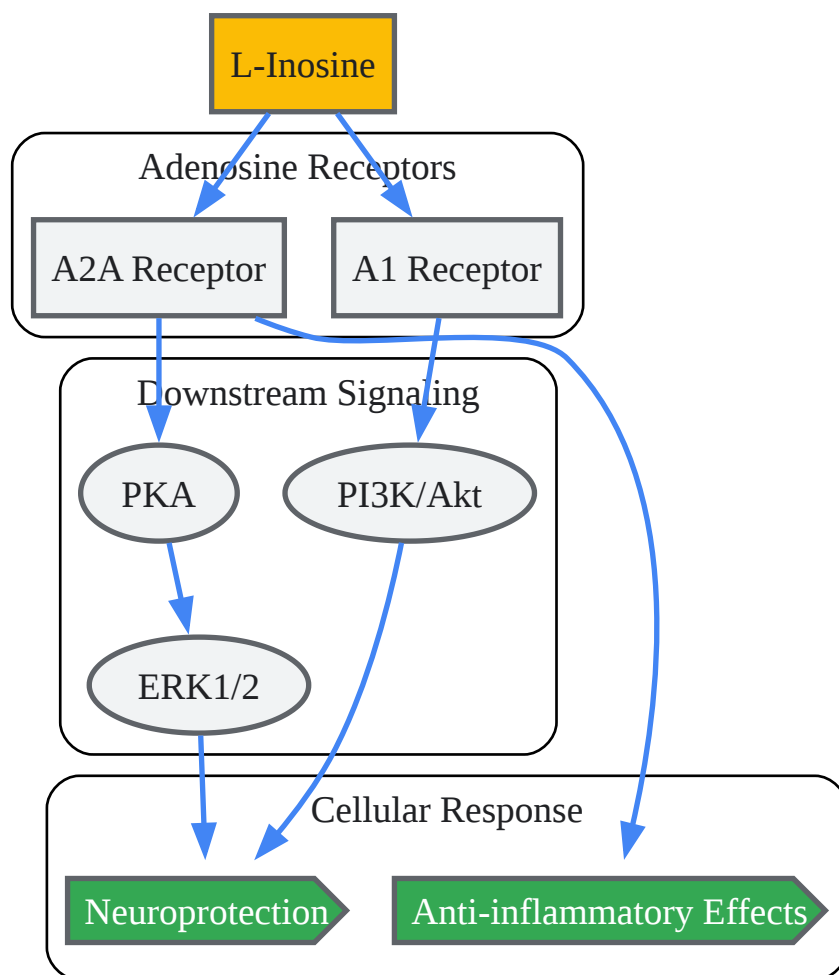 L-Inosine
Adenosine Receptors
A2A Receptor
A1 Receptor
Downstream Signaling
PKA
PI3K/Akt
ERK1/2
Cellular Response
Neuroprotection
Anti-inflammatory Effects